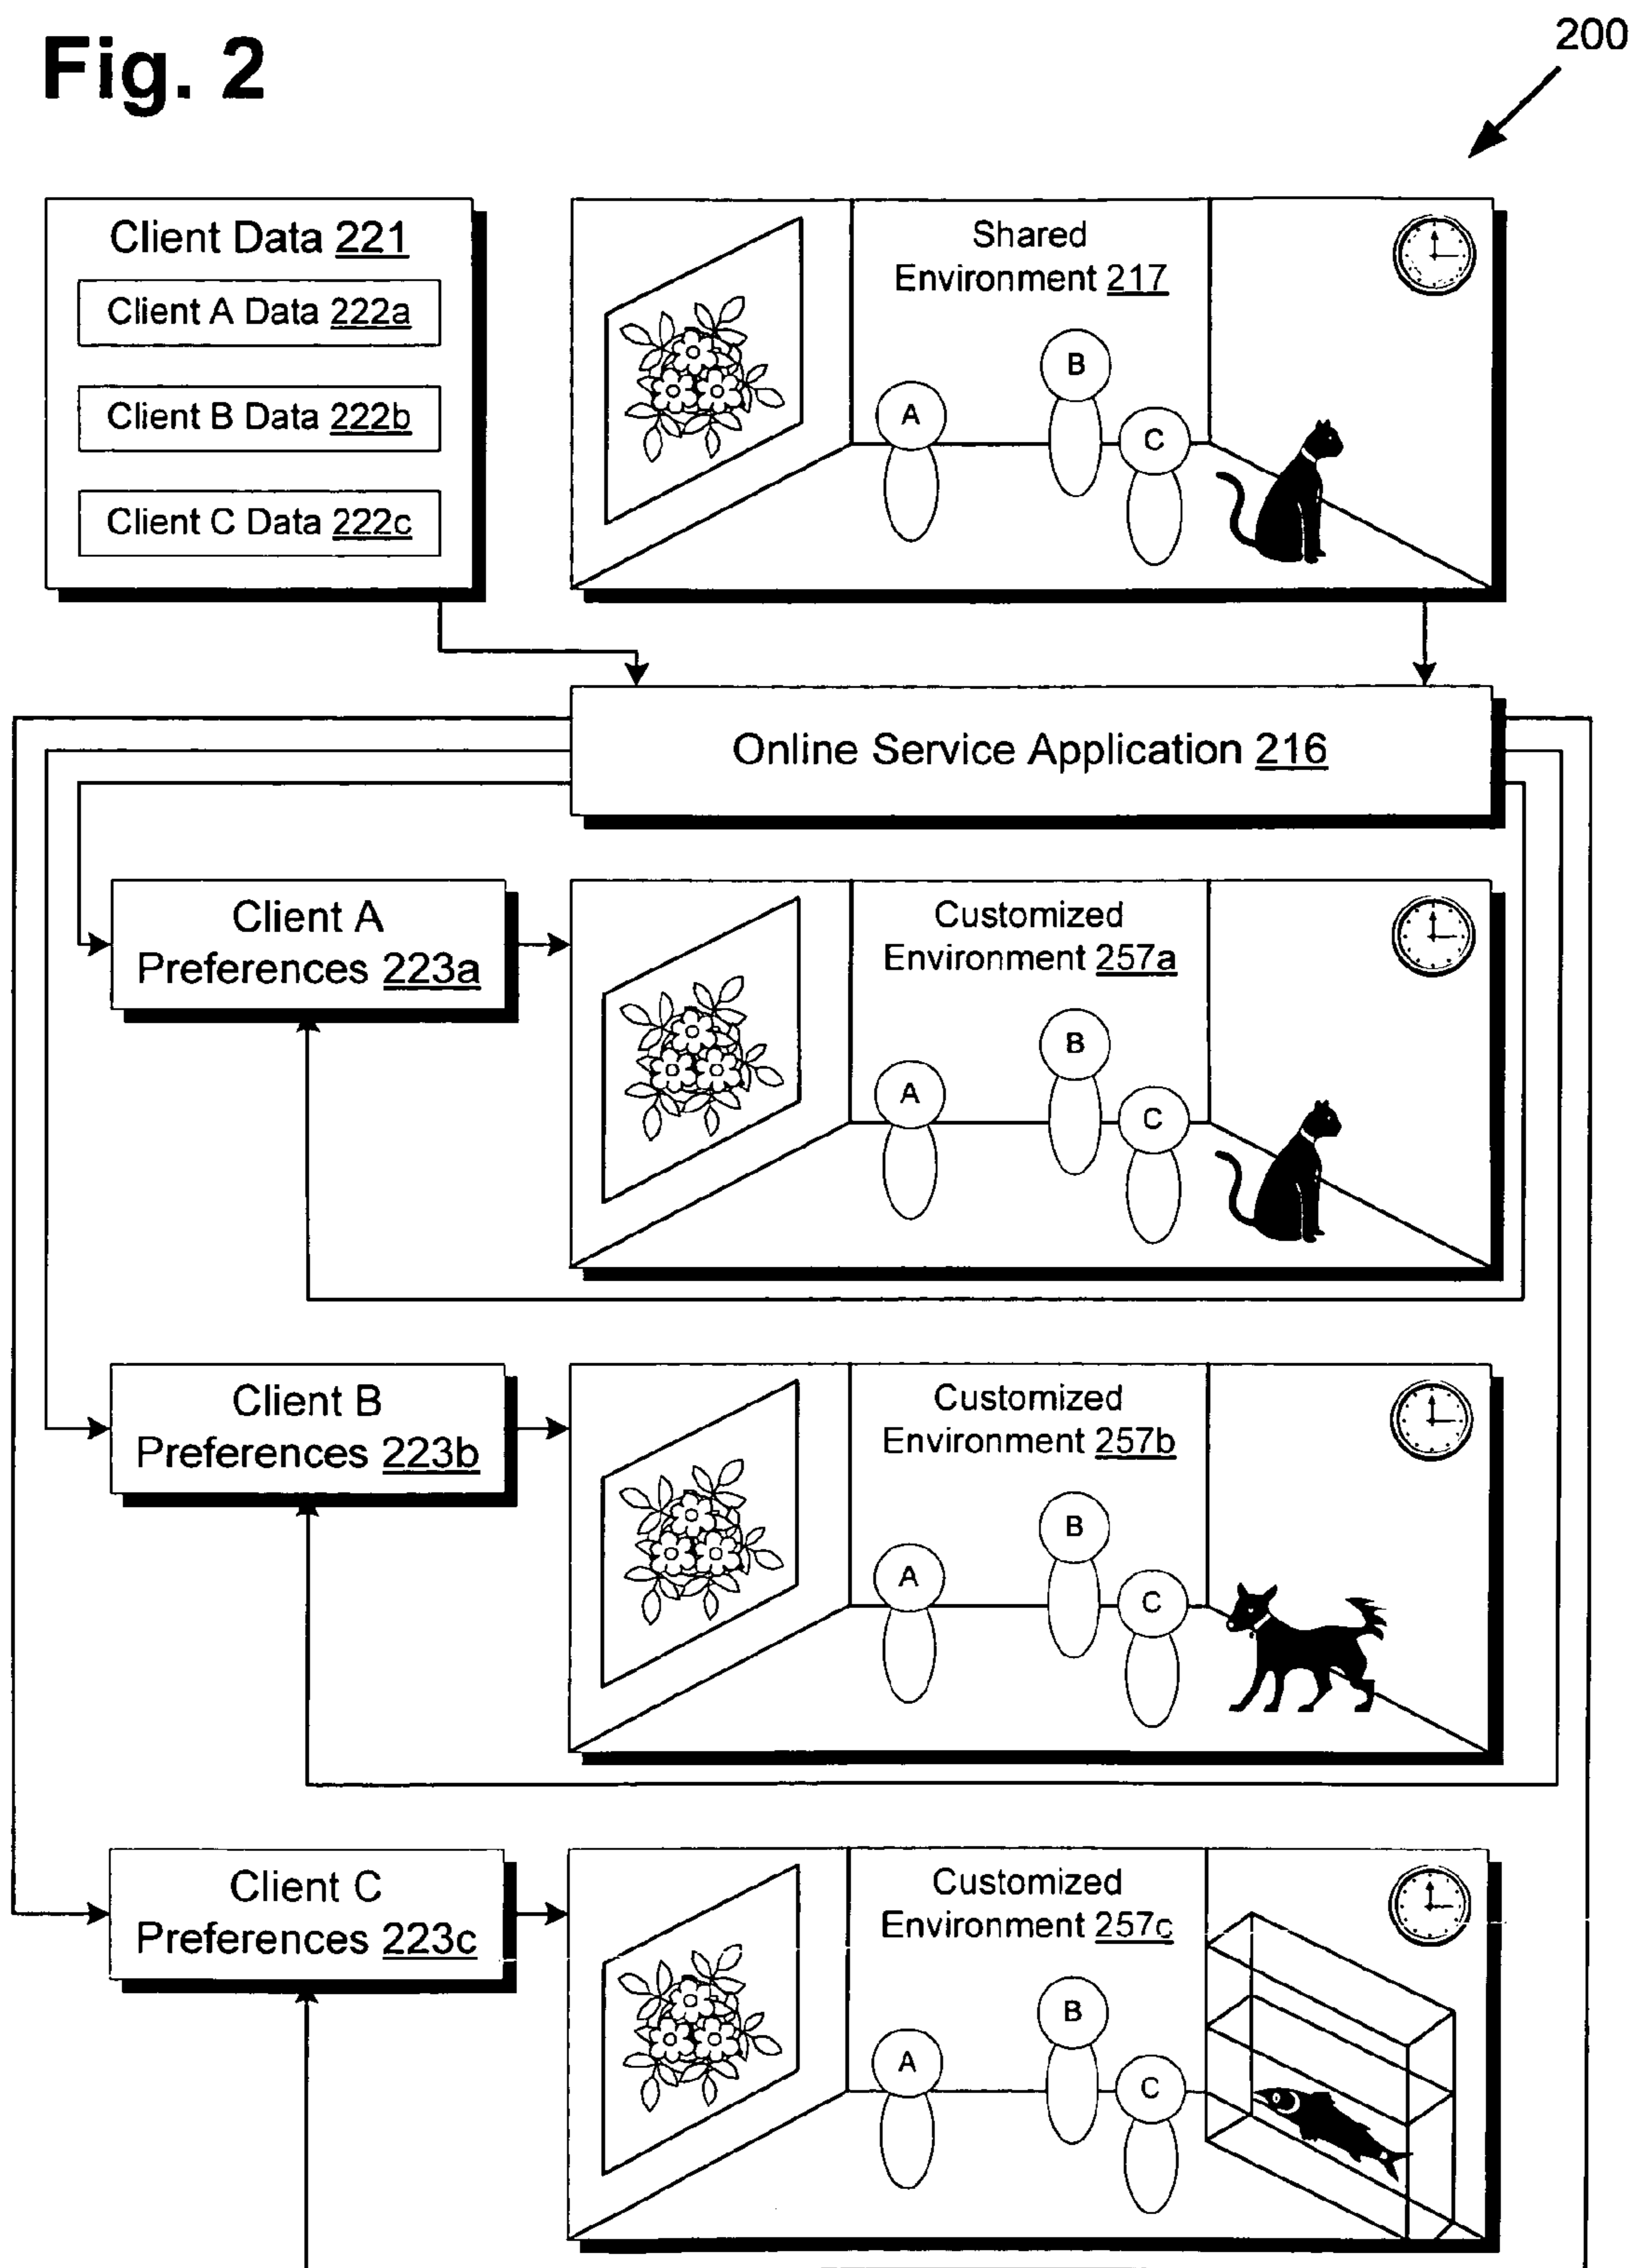 Fig. 2
200
Client Data 221
Client A Data 222a
Client B Data 222b
Client C Data 222c
Shared
Environment 217
A
B
C
Online Service Application 216
Client A
Preferences 223a
Customized
Environment 257a
A
B
C
Client B
Preferences 223b
Customized
Environment 257b
A
B
C
Client C
Preferences 223c
Customized
Environment 257c
A
B
C